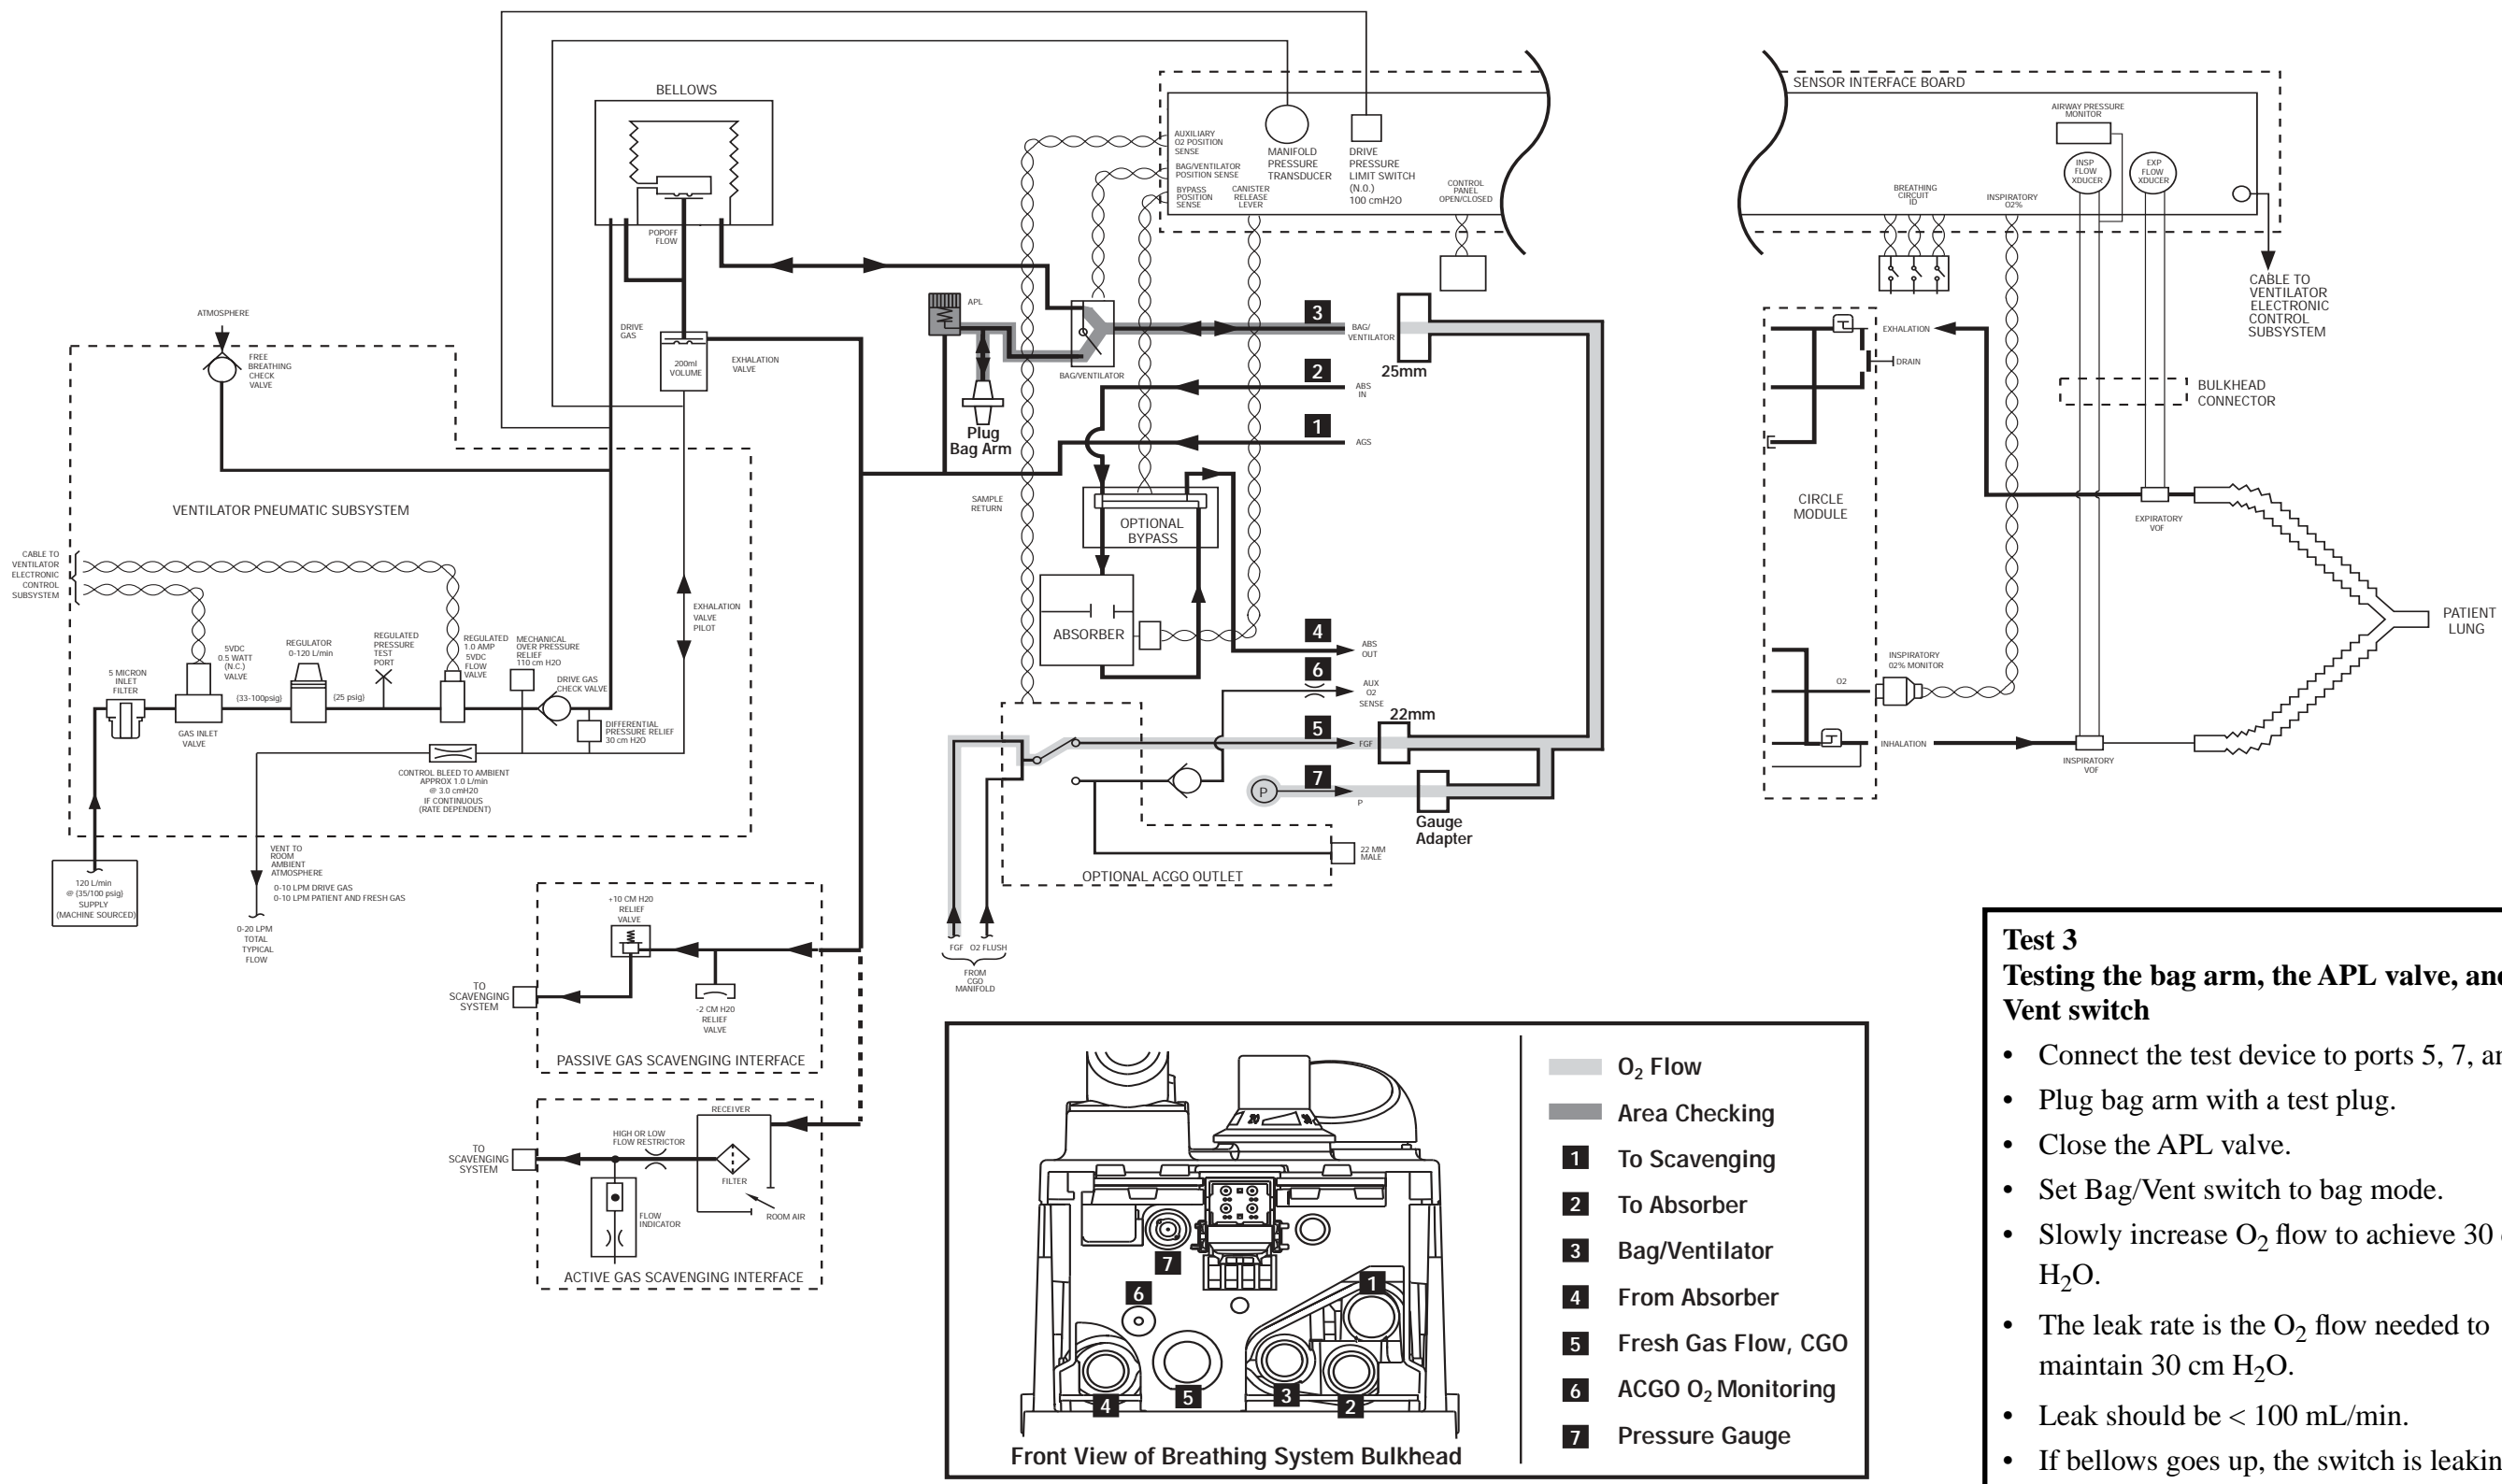 BELLOWS
POPOFF
FLOW
DRIVE
GAS
200ml
VOLUME
EXHALATION
VALVE
ATMOSPHERE
FREE
BREATHING
CHECK
VALVE
VENTILATOR PNEUMATIC SUBSYSTEM
CABLE TO
VENTILATOR
ELECTRONIC
CONTROL
SUBSYSTEM
5 MICRON
INLET
FILTER
5VDC
0.5 WATT
(N.C.)
VALVE
GAS INLET
VALVE
(33-100psig)
REGULATOR
0-120 L/min
(25 psig)
REGULATED
PRESSURE
TEST
PORT
REGULATED
1.0 AMP
5VDC
FLOW
VALVE
MECHANICAL
OVER PRESSURE
RELIEF
110 cm H2O
DRIVE GAS
CHECK VALVE
DIFFERENTIAL
PRESSURE RELIEF
30 cm H2O
EXHALATION
VALVE
PILOT
CONTROL BLEED TO AMBIENT
APPROX 1.0 L/min
@ 3.0 cmH20
IF CONTINUOUS
(RATE DEPENDENT)
120 L/min
@ (35/100 psig)
SUPPLY
(MACHINE SOURCED)
VENT TO
ROOM
AMBIENT
ATMOSPHERE
0-10 LPM DRIVE GAS
0-10 LPM PATIENT AND FRESH GAS
0-20 LPM
TOTAL
TYPICAL
FLOW
+10 CM H20
RELIEF
VALVE
-2 CM H20
RELIEF
VALVE
TO
SCAVENGING
SYSTEM
PASSIVE GAS SCAVENGING INTERFACE
RECEIVER
HIGH OR LOW
FLOW RESTRICTOR
FILTER
ROOM AIR
FLOW
INDICATOR
TO
SCAVENGING
SYSTEM
ACTIVE GAS SCAVENGING INTERFACE
AUXILIARY
02 POSITION
SENSE
BAG/VENTILATOR
POSITION SENSE
BYPASS
POSITION
SENSE
CANISTER
RELEASE
LEVER
MANIFOLD
PRESSURE
TRANSDUCER
DRIVE
PRESSURE
LIMIT SWITCH
(N.O.)
100 cmH2O
CONTROL
PANEL
OPEN/CLOSED
APL
Plug
Bag Arm
BAG/VENTILATOR
3
BAG/
VENTILATOR
25mm
2
ABS
IN
1
AGS
SAMPLE
RETURN
OPTIONAL
BYPASS
ABSORBER
4
ABS
OUT
6
AUX
O2
SENSE
22mm
5
FGF
7
P
P
Gauge
Adapter
22 MM
MALE
OPTIONAL ACGO OUTLET
FGF O2 FLUSH
FROM
CGO
MANIFOLD
SENSOR INTERFACE BOARD
AIRWAY PRESSURE
MONITOR
INSP
FLOW
XDUCER
EXP
FLOW
XDUCER
BREATHING
CIRCUIT
ID
INSPIRATORY
O2%
CABLE TO
VENTILATOR
ELECTRONIC
CONTROL
SUBSYSTEM
EXHALATION
DRAIN
BULKHEAD
CONNECTOR
CIRCLE
MODULE
EXPIRATORY
VOF
PATIENT
LUNG
INSPIRATORY
02% MONITOR
O2
INHALATION
INSPIRATORY
VOF
7
6
1
4
5
3
2
Front View of Breathing System Bulkhead
O2 Flow
Area Checking
1 To Scavenging
2 To Absorber
3 Bag/Ventilator
4 From Absorber
5 Fresh Gas Flow, CGO
6 ACGO O2 Monitoring
7 Pressure Gauge
Test 3
Testing the bag arm, the APL valve, and
Vent switch
• Connect the test device to ports 5, 7, an
• Plug bag arm with a test plug.
• Close the APL valve.
• Set Bag/Vent switch to bag mode.
• Slowly increase O2 flow to achieve 30
H2O.
• The leak rate is the O2 flow needed to
maintain 30 cm H2O.
• Leak should be < 100 mL/min.
• If bellows goes up, the switch is leakin